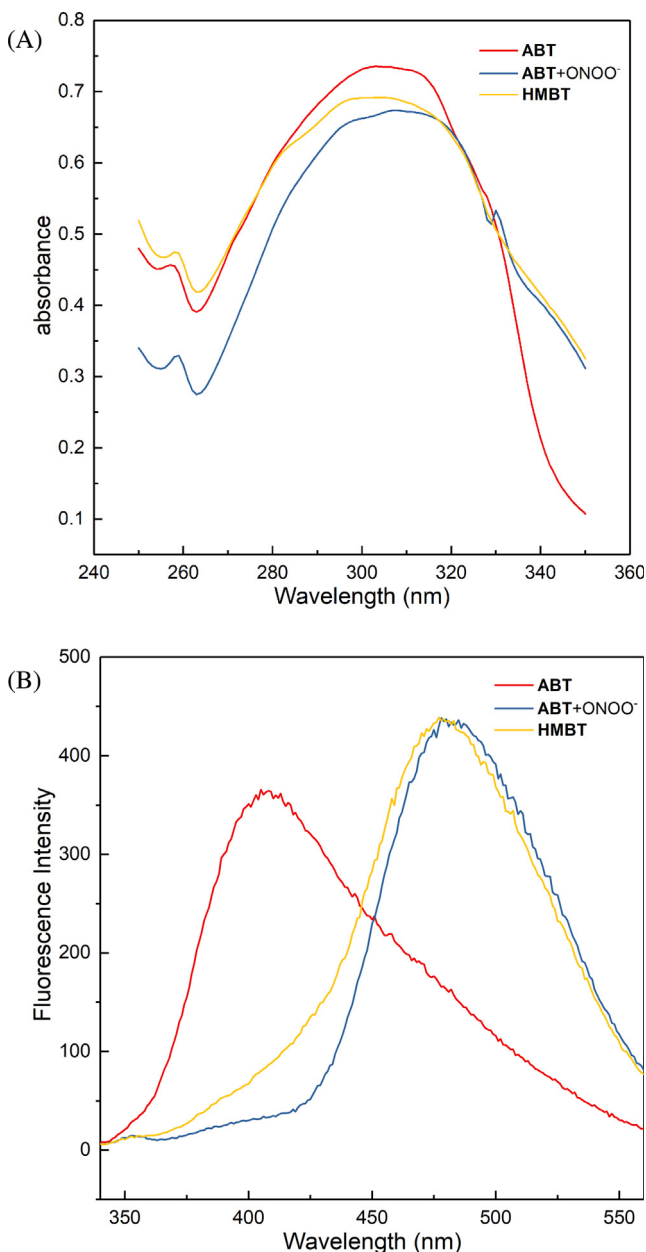 (A)
ABT
ABT+ONOO⁻
HMBT
absorbance
0.8
0.7
0.6
0.5
0.4
0.3
0.2
0.1
240 260 280 300 320 340 360
Wavelength (nm)
(B)
ABT
ABT+ONOO⁻
HMBT
Fluorescence Intensity
500
400
300
200
100
0
350 400 450 500 550
Wavelength (nm)